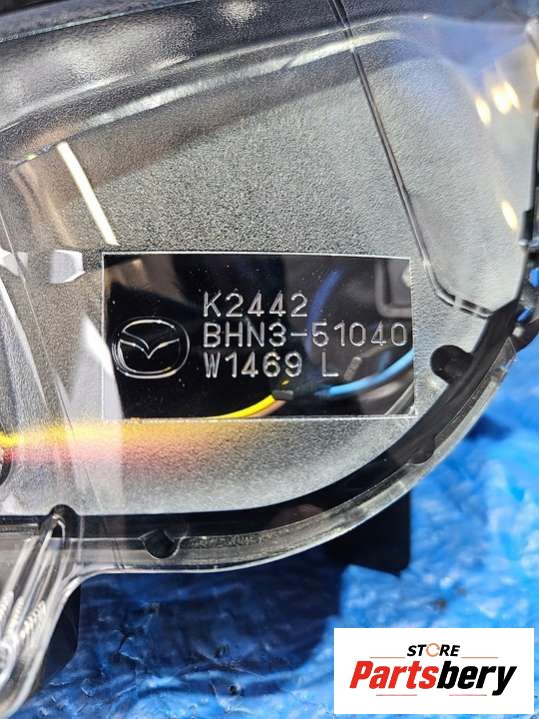 K2442
BHN3-51040
W1469 L
STORE
Partsbery